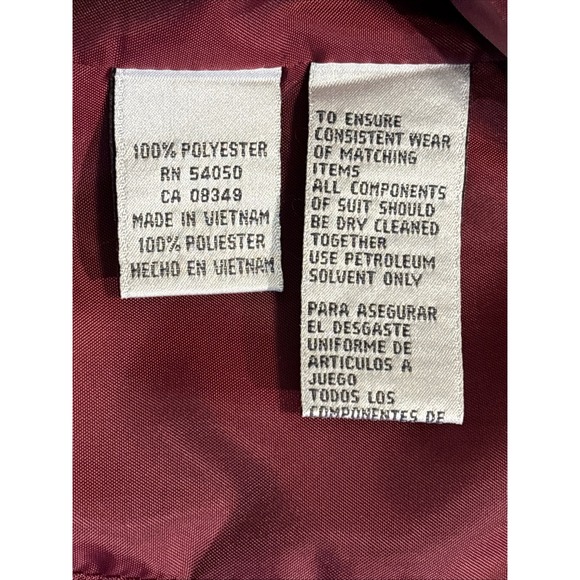 100% POLYESTER
RN 54050
CA 08349
MADE IN VIETNAM
100% POLIESTER
HECHO EN VIETNAM
TO ENSURE
CONSISTENT WEAR
OF MATCHING
ITEMS
ALL COMPONENTS
OF SUIT SHOULD
BE DRY CLEANED
TOGETHER
USE PETROLEUM
SOLVENT ONLY
PARA ASEGURAR
EL DESGASTE
UNIFORME DE
ARTICULOS A
JUEGO
TODOS LOS
COMPONENTES DE